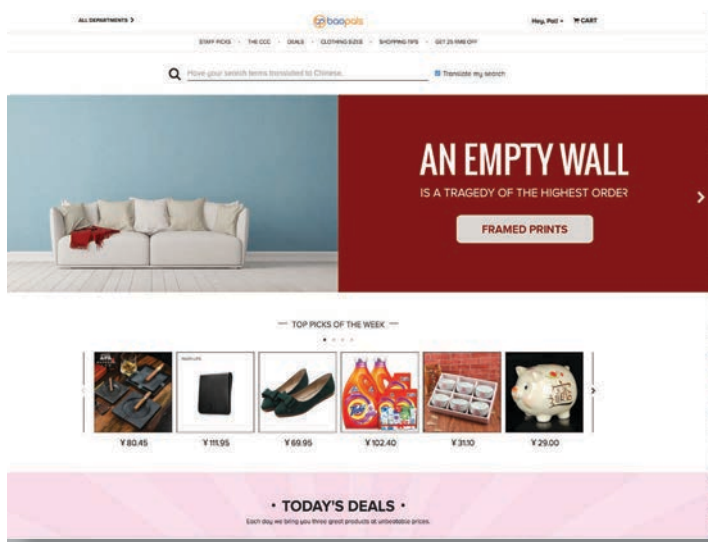 ALL DEPARTMENTS >
baopals
Hey, Pat!
CART
STAFF PICKS · THE CCC · DEALS · CLOTHING SIZES · SHOPPING TIPS · GET 25 RMB OFF
Have your search terms translated to Chinese.
Translate my search
AN EMPTY WALL
IS A TRAGEDY OF THE HIGHEST ORDER
FRAMED PRINTS
TOP PICKS OF THE WEEK
Tide
¥80.45
¥111.95
¥69.95
¥102.40
¥31.10
¥29.00
• TODAY'S DEALS •
Each day we bring you three great products at unbeatable prices.